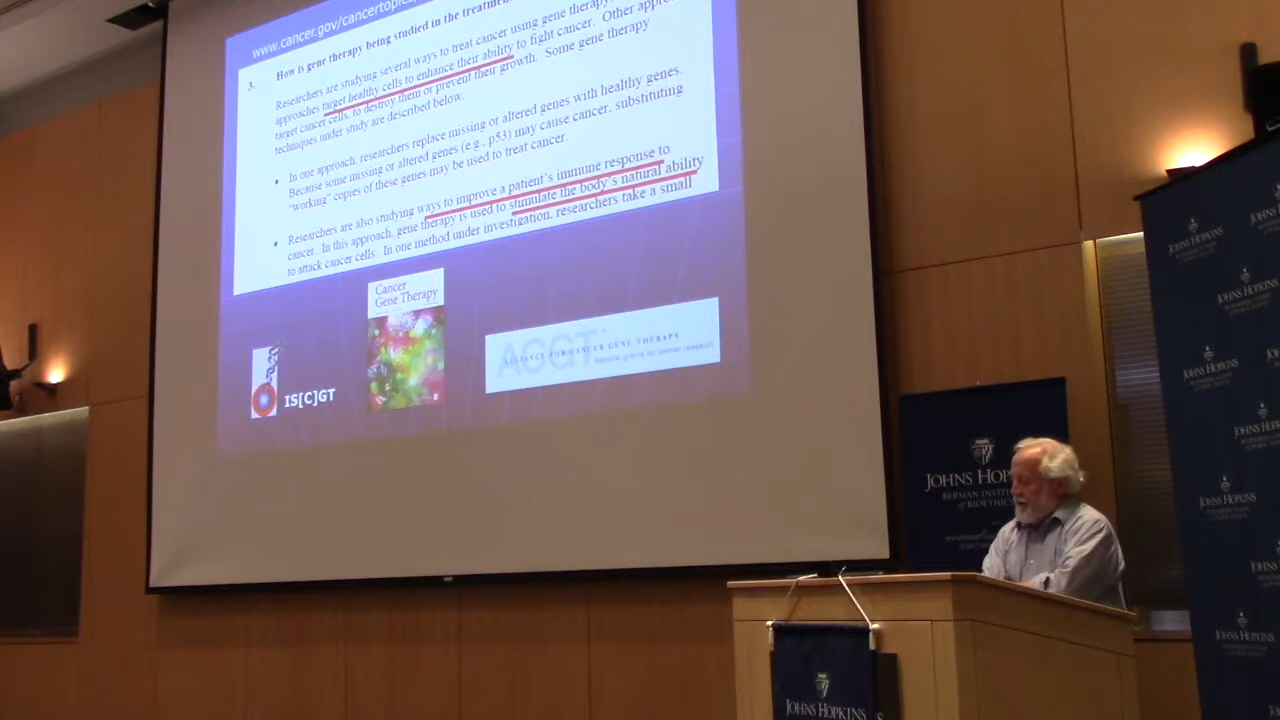 www.cancer.gov/cancertopics
3. How is gene therapy being studied in the treatment
Researchers are studying several ways to treat cancer using gene therapy.
approaches target healthy cells to enhance their ability to fight cancer. Other
target cancer cells, to destroy them or prevent their growth. Some gene therapy
techniques under study are described below.
• In one approach, researchers replace missing or altered genes with healthy genes.
Because some missing or altered genes (e.g., p53) may cause cancer, substituting
"working" copies of these genes may be used to treat cancer.
• Researchers are also studying ways to improve a patient's immune response to
cancer. In this approach, gene therapy is used to stimulate the body's natural ability
to attack cancer cells. In one method under investigation, researchers take a small
IS[C]GT
Cancer
Gene Therapy
ACGT
ALLIANCE FOR CANCER GENE THERAPY
JOHNS HOP
BERMAN INSTI
of BIOETHICS
JOHNS HOPKINS
JOHNS HOPKINS
JOHNS HOPKINS
JOHNS HOPKINS
JOHNS HOPKINS
JOHNS HOPKINS